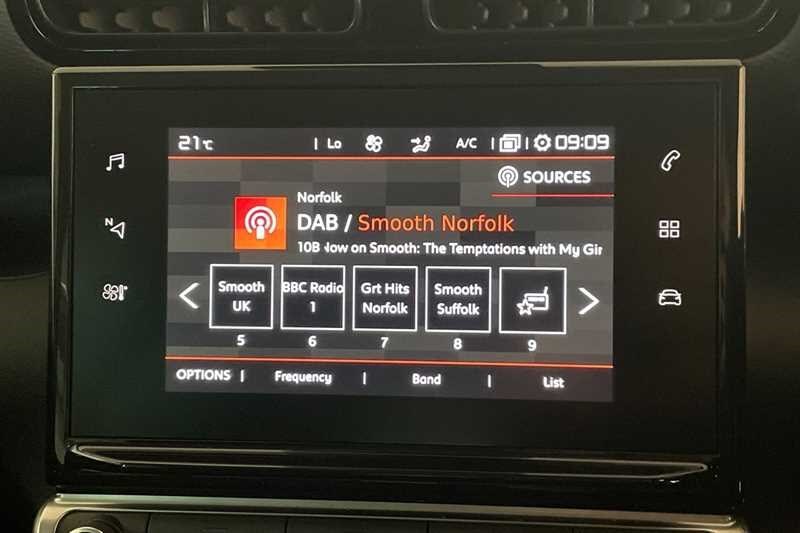 21°C | Lo A/C | | 09:09
SOURCES
Norfolk
DAB / Smooth Norfolk
10B Now on Smooth: The Temptations with My Gir
Smooth UK
BBC Radio 1
Grt Hits Norfolk
Smooth Suffolk
5 6 7 8 9
OPTIONS | Frequency | Band | List
N